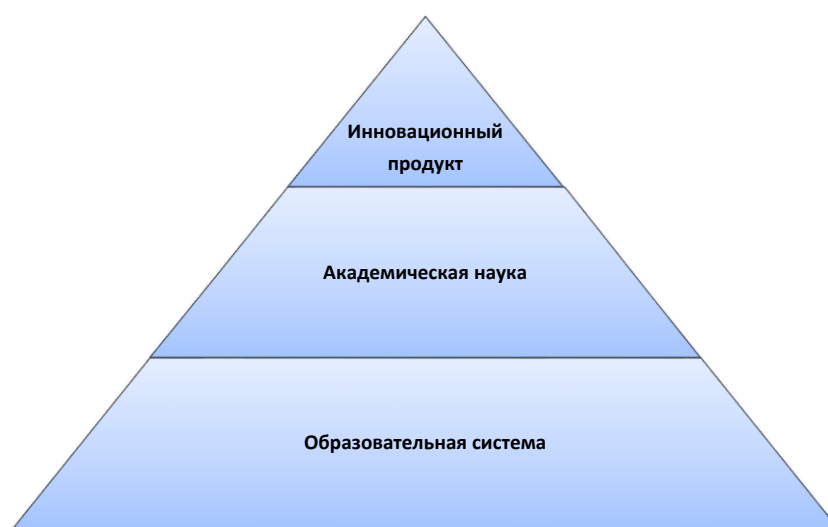 Инновационный
продукт
Академическая наука
Образовательная система